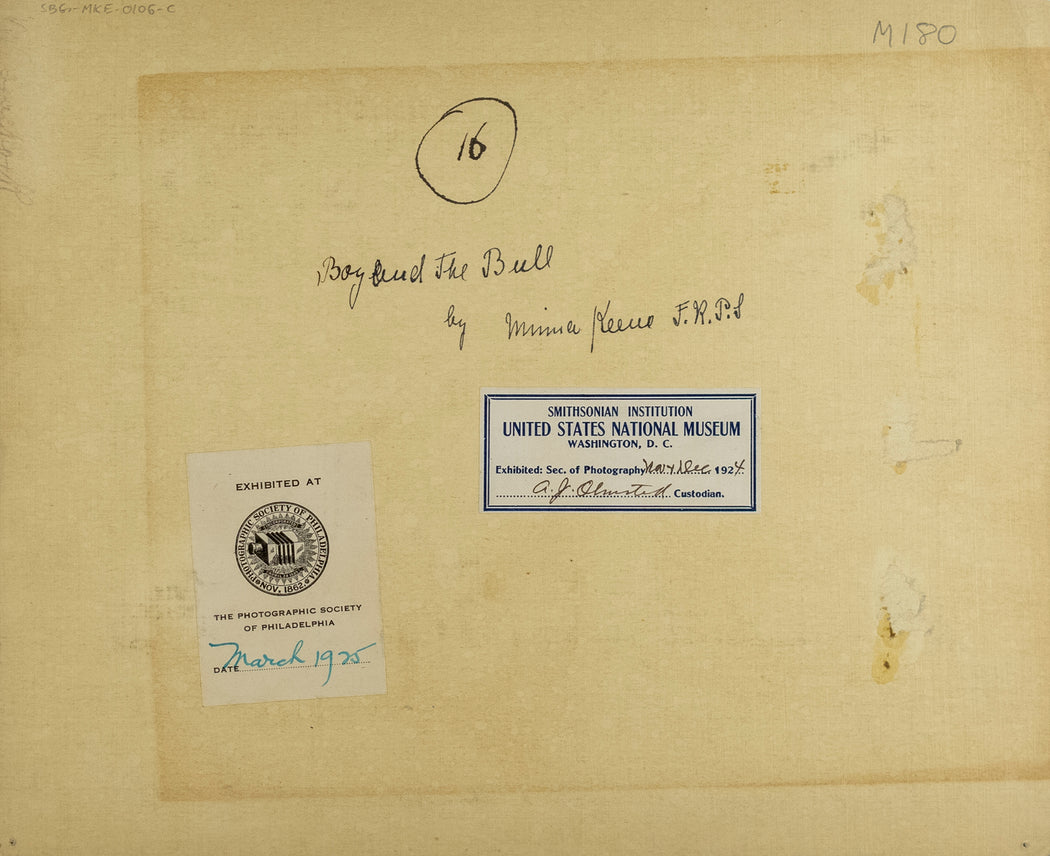 SBG-MKE-0106-C
M180
16
Boy and The Bull
by Minna Keene F.R.P.S
SMITHSONIAN INSTITUTION
UNITED STATES NATIONAL MUSEUM
WASHINGTON, D. C.
Exhibited: Sec. of Photography Nov & Dec 1924
A. J. Olmsted Custodian.
EXHIBITED AT
PHOTOGRAPHIC SOCIETY OF PHILADELPHIA
NOV. 1862
THE PHOTOGRAPHIC SOCIETY
OF PHILADELPHIA
DATE March 1925